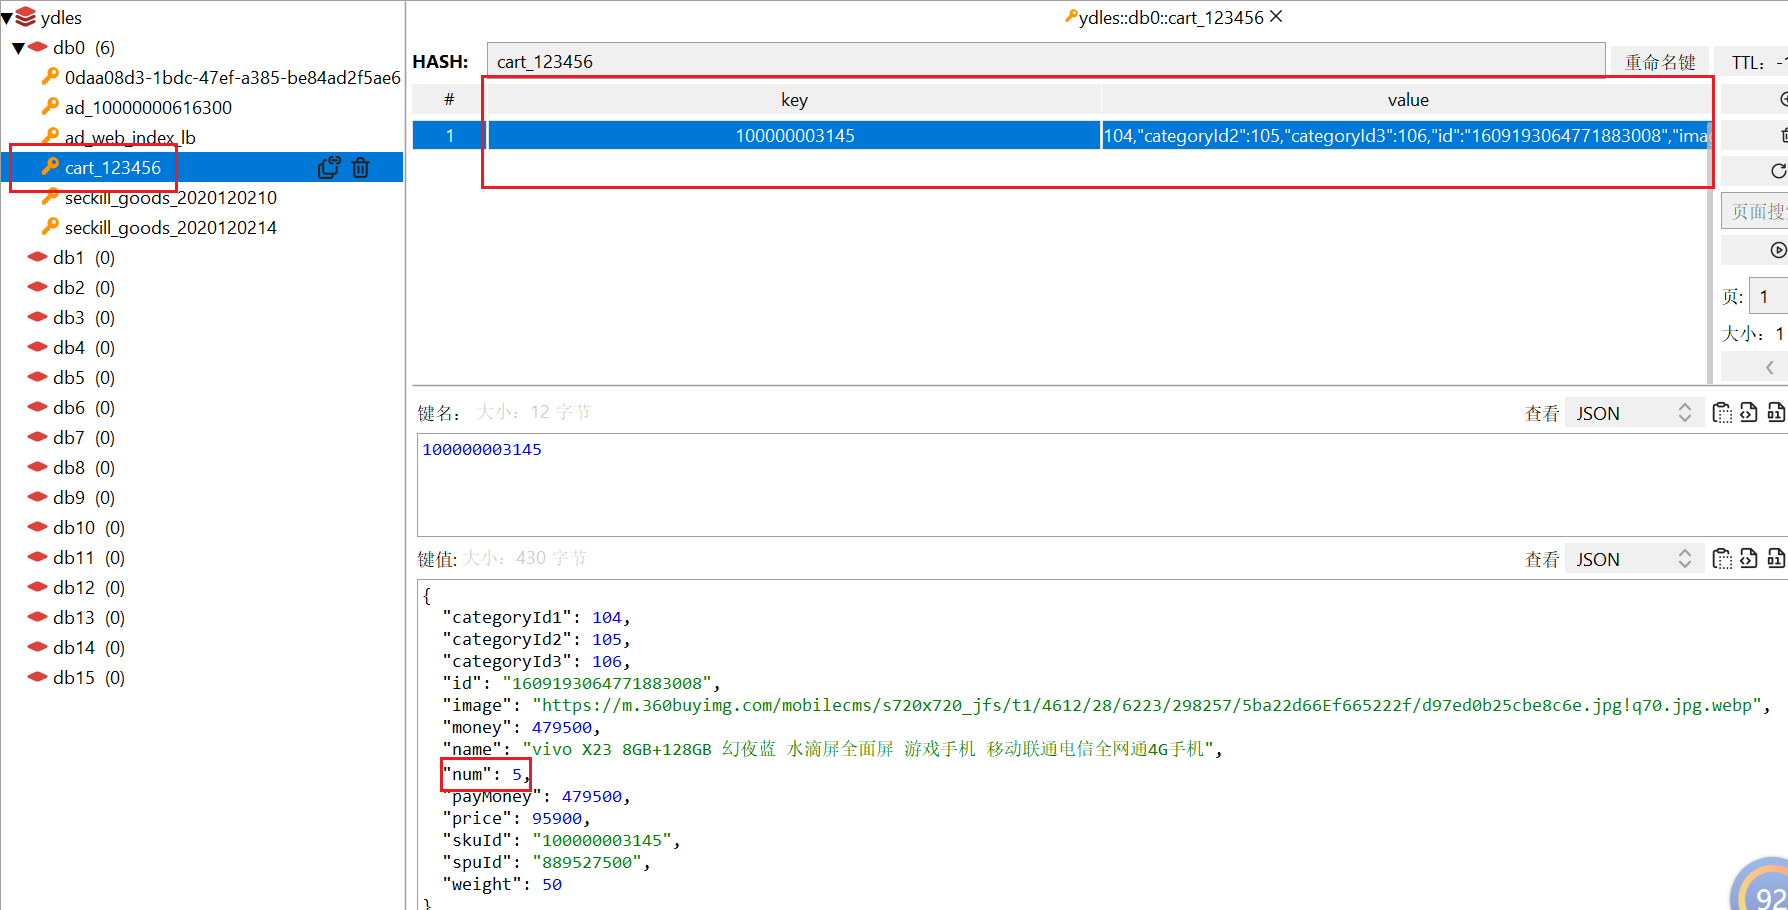 ydles
db0 (6)
0daa08d3-1bdc-47ef-a385-be84ad2f5ae6
ad_10000000616300
ad_web_index_lb
cart_123456
seckill_goods_2020120210
seckill_goods_2020120214
db1 (0)
db2 (0)
db3 (0)
db4 (0)
db5 (0)
db6 (0)
db7 (0)
db8 (0)
db9 (0)
db10 (0)
db11 (0)
db12 (0)
db13 (0)
db14 (0)
db15 (0)
ydles::db0::cart_123456
HASH: cart_123456 重命名键 TTL: -1
# key value
1 100000003145 104,"categoryId2":105,"categoryId3":106,"id":"1609193064771883008","ima
页面搜
页: 1
大小: 1
键名: 大小: 12 字节 查看 JSON
100000003145
键值: 大小: 430 字节 查看 JSON
{
"categoryId1": 104,
"categoryId2": 105,
"categoryId3": 106,
"id": "1609193064771883008",
"image": "https://m.360buyimg.com/mobilecms/s720x720_jfs/t1/4612/28/6223/298257/5ba22d66Ef665222f/d97ed0b25cbe8c6e.jpg!q70.jpg.webp",
"money": 479500,
"name": "vivo X23 8GB+128GB 幻夜蓝 水滴屏全面屏 游戏手机 移动联通电信全网通4G手机",
"num": 5,
"payMoney": 479500,
"price": 95900,
"skuId": "100000003145",
"spuId": "889527500",
"weight": 50
}
92